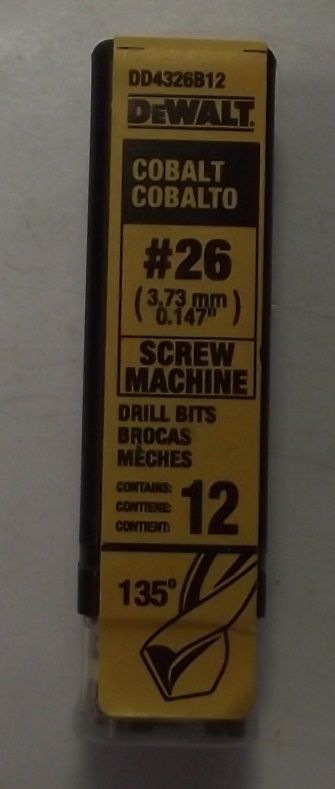 DD4326B12
DEWALT.
COBALT
COBALTO
#26
(3.73 mm
0.147")
SCREW
MACHINE
DRILL BITS
BROCAS
MÈCHES
CONTAINS:
CONTIENE:
CONTIENT:
12
135º